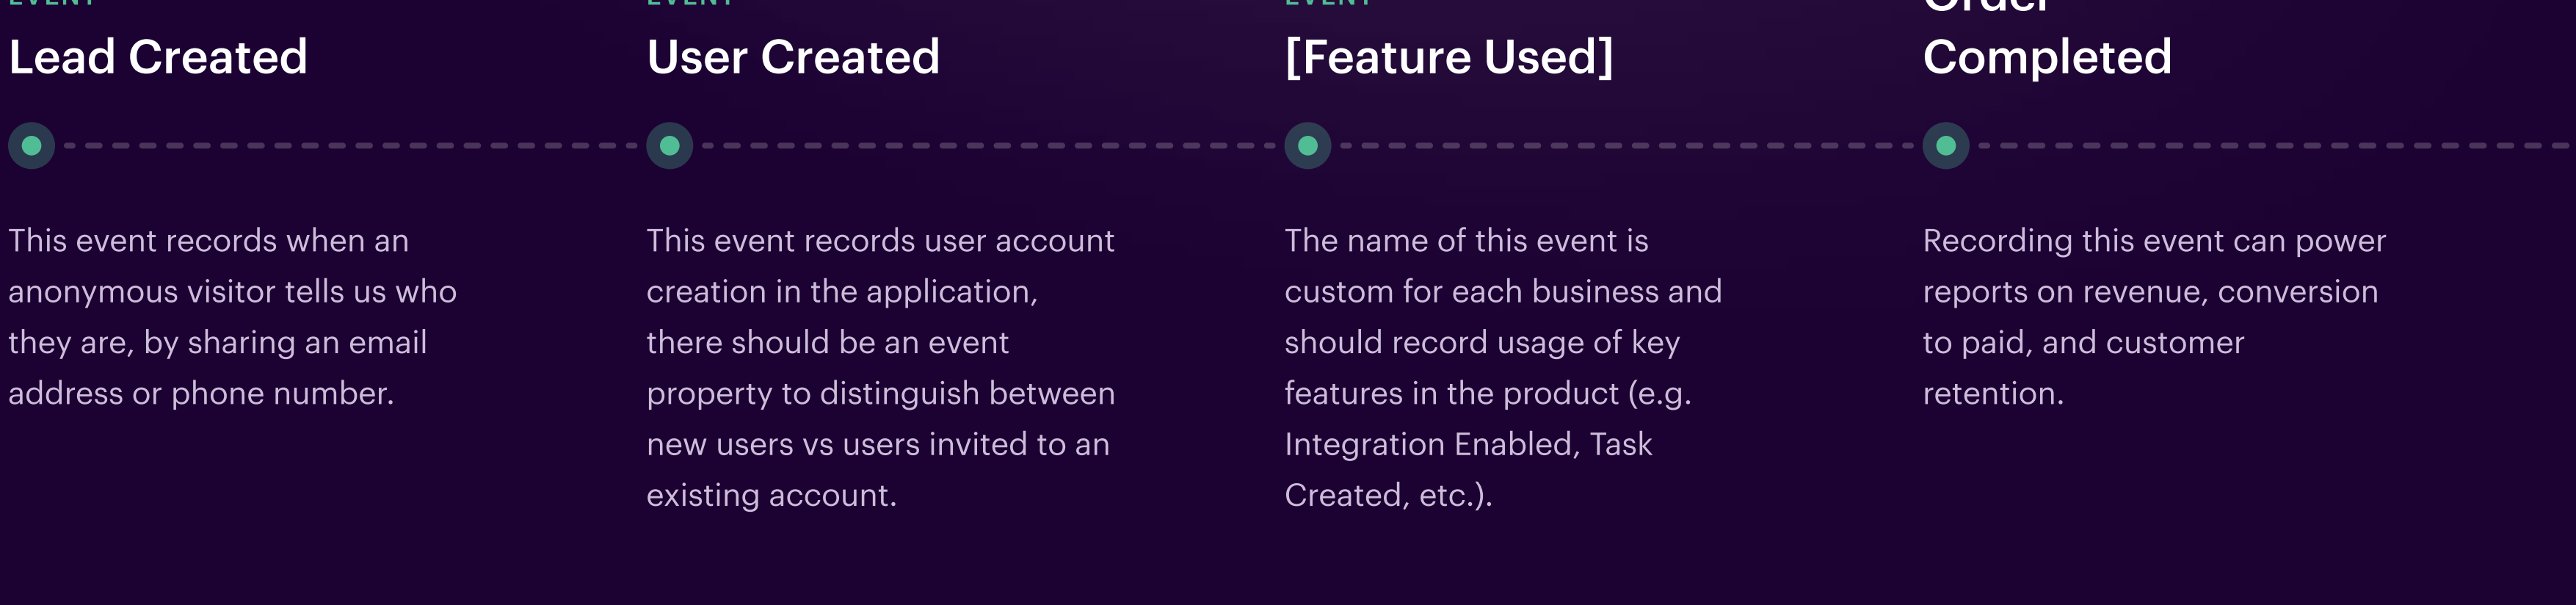 EVENT
Lead Created
This event records when an
anonymous visitor tells us who
they are, by sharing an email
address or phone number.
EVENT
User Created
This event records user account
creation in the application,
there should be an event
property to distinguish between
new users vs users invited to an
existing account.
EVENT
[Feature Used]
The name of this event is
custom for each business and
should record usage of key
features in the product (e.g.
Integration Enabled, Task
Created, etc.).
Order
Completed
Recording this event can power
reports on revenue, conversion
to paid, and customer
retention.